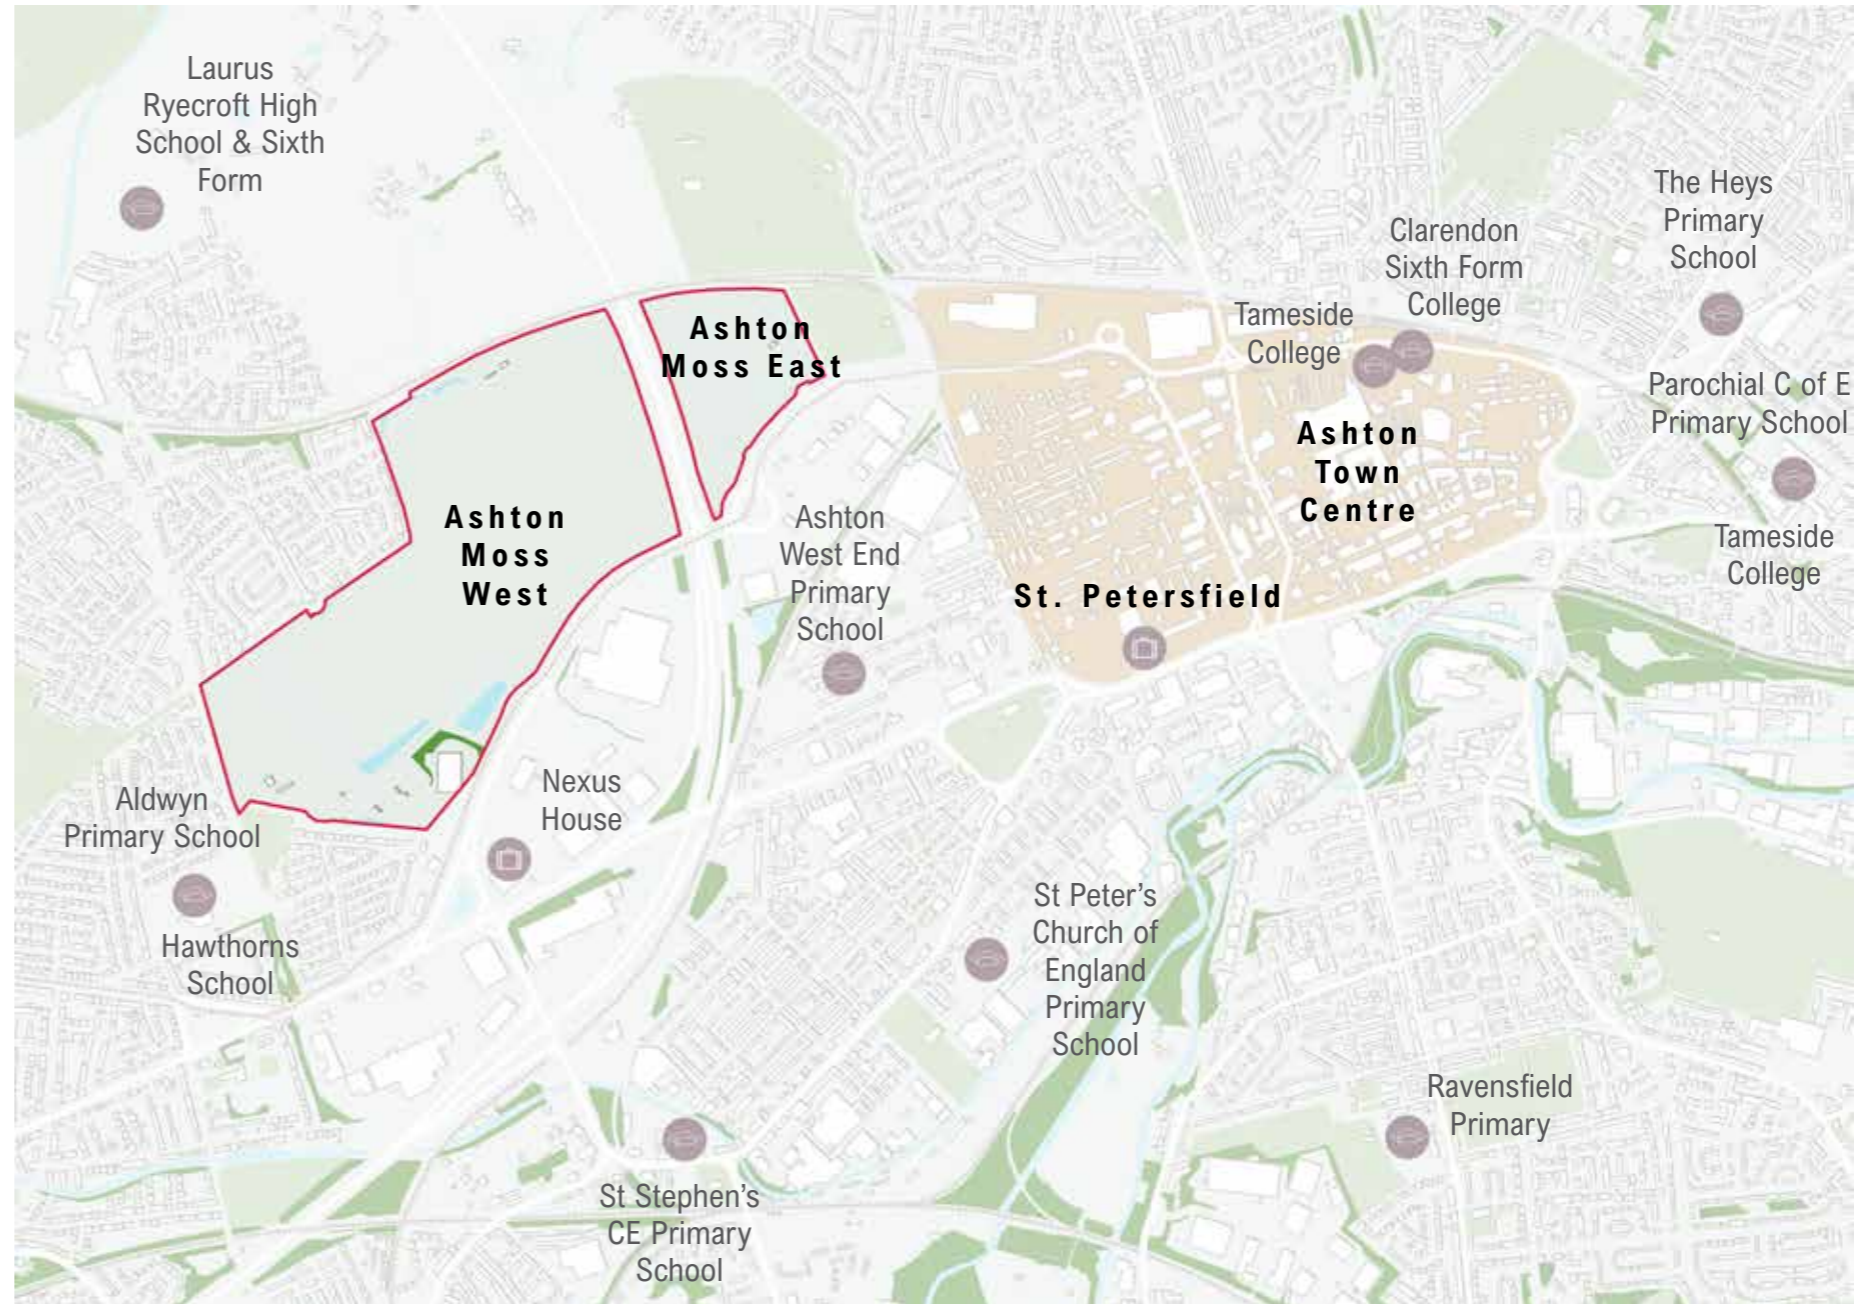 Laurus
Ryecroft High
School & Sixth
Form
The Heys
Primary
School
Clarendon
Sixth Form
College
Tameside
College
Ashton
Moss East
Parochial C of E
Primary School
Ashton
Town
Centre
Ashton
Moss
West
Ashton
West End
Primary
School
Tameside
College
St. Petersfield
Nexus
House
Aldwyn
Primary School
St Peter’s
Church of
England
Primary
School
Hawthorns
School
Ravensfield
Primary
St Stephen’s
CE Primary
School